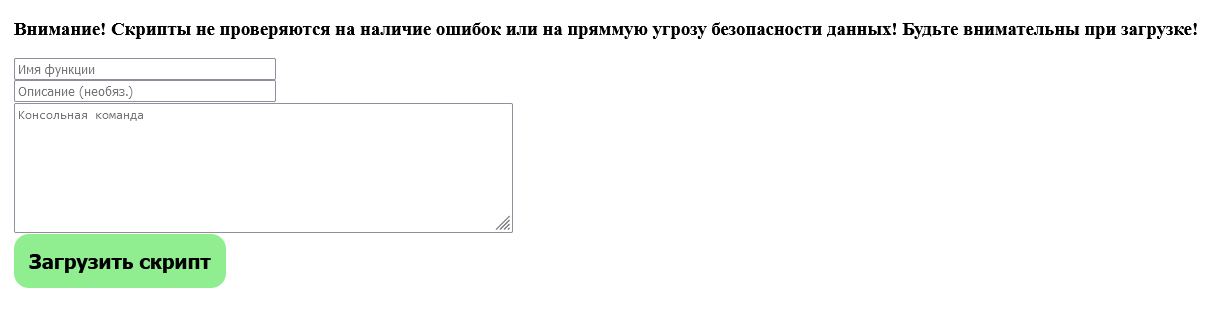 Внимание! Скрипты не проверяются на наличие ошибок или на пряммую угрозу безопасности данных! Будьте внимательны при загрузке!
Имя функции
Описание (необяз.)
Консольная команда
Загрузить скрипт